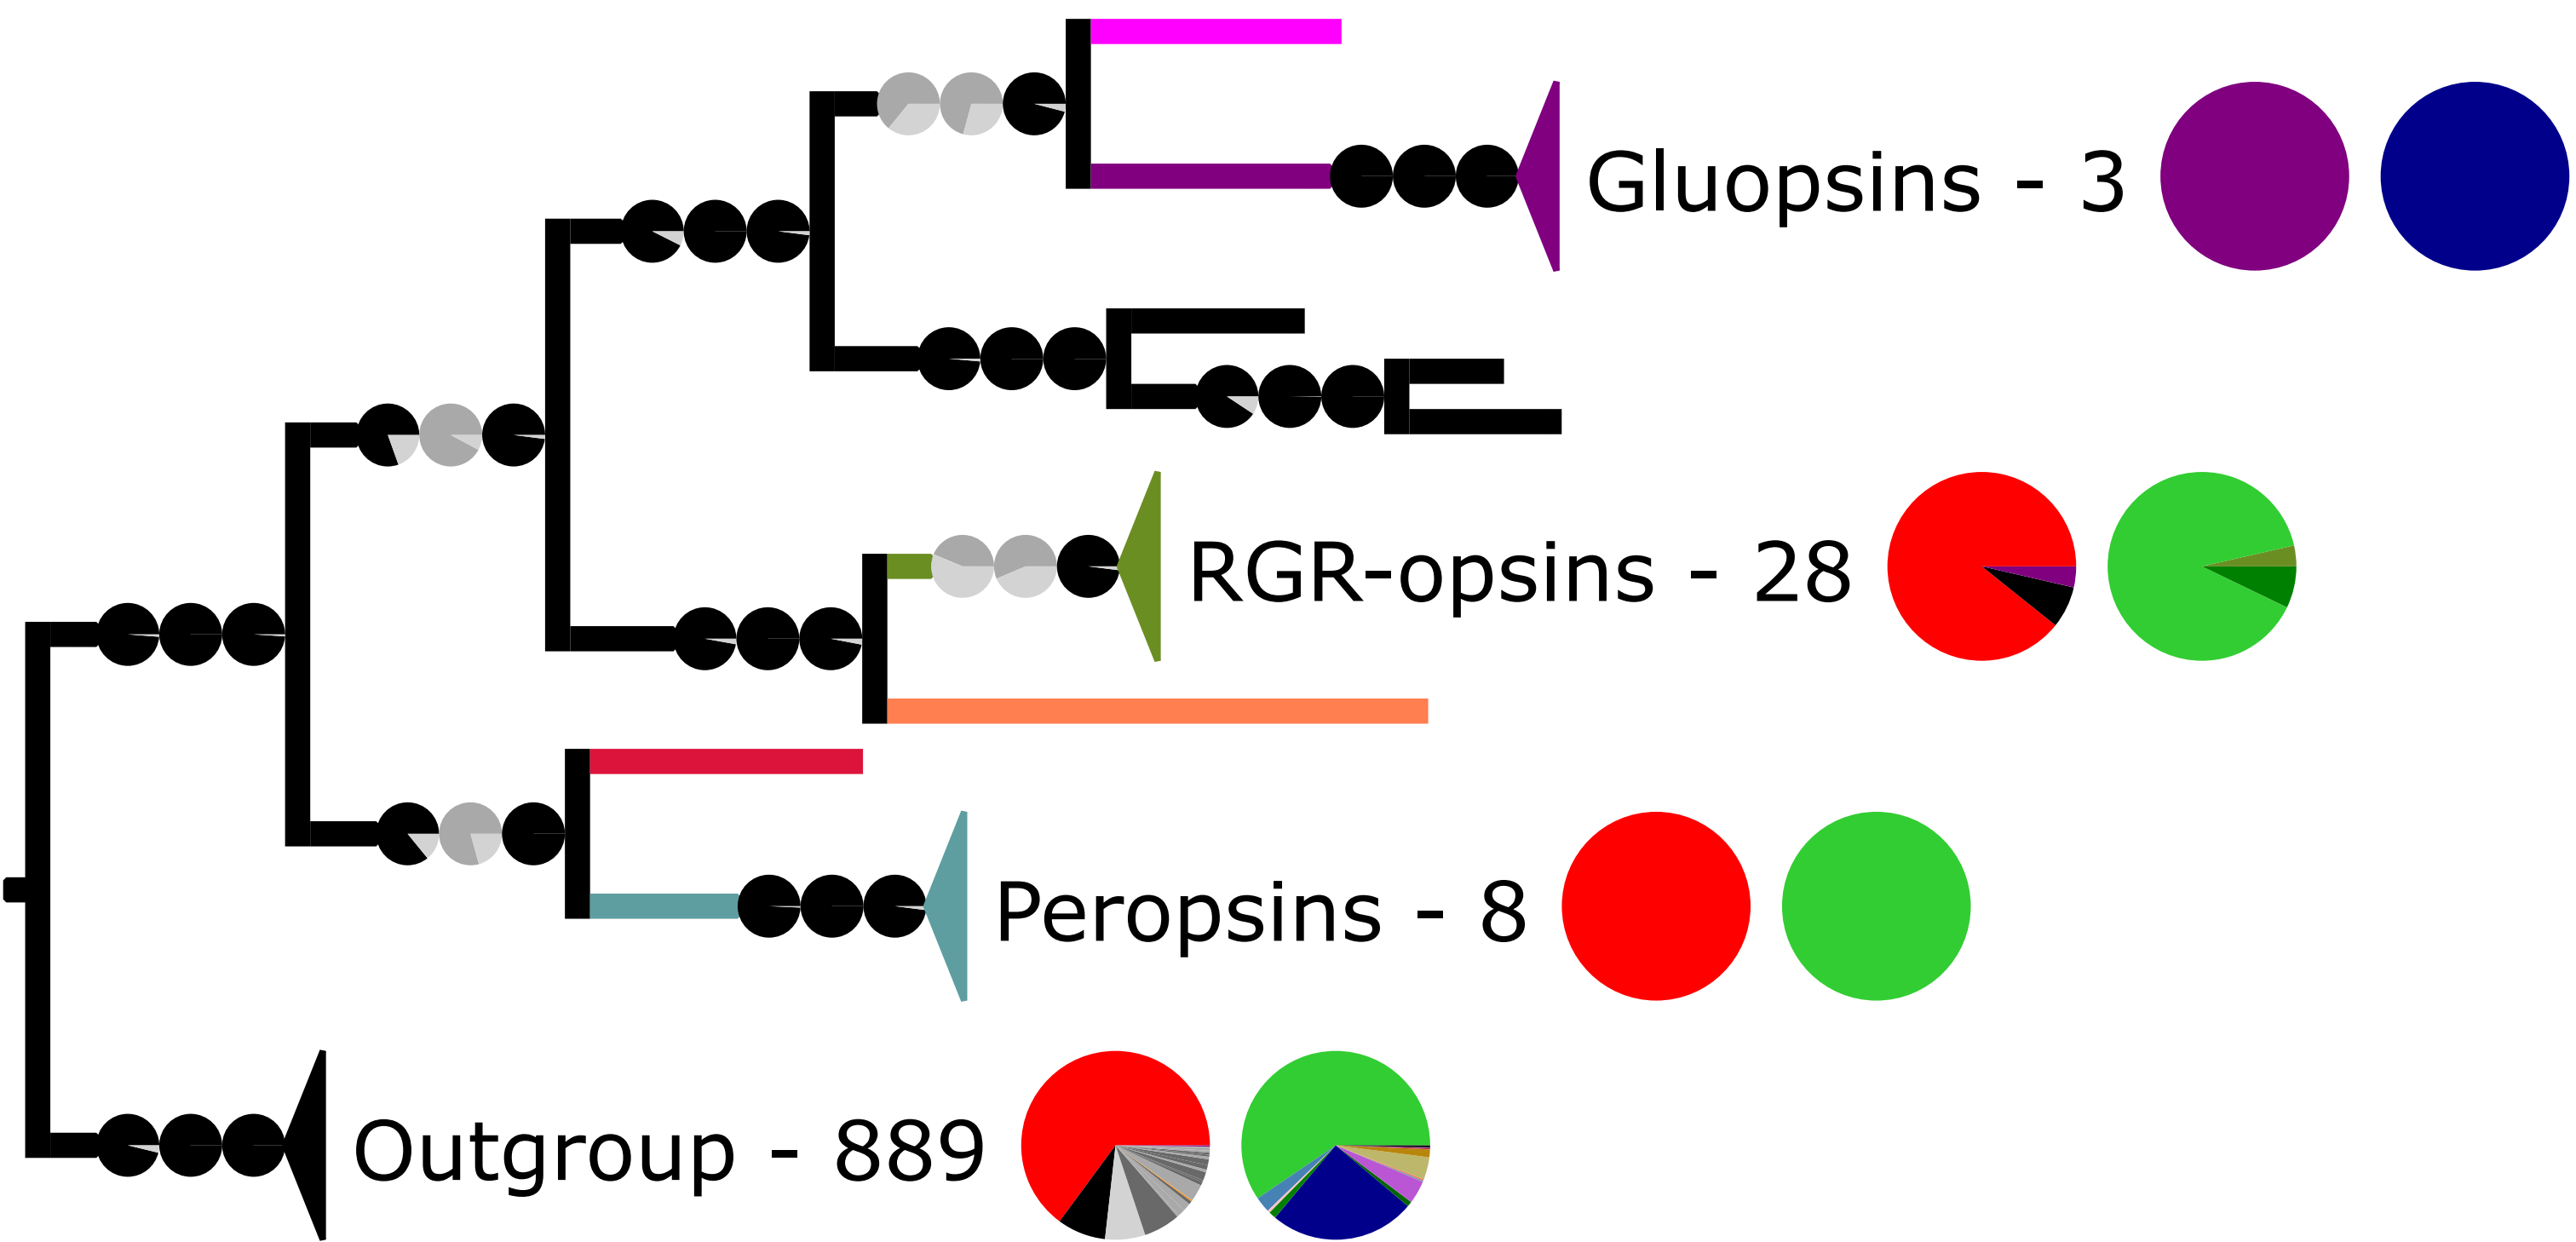 Gluopsins - 3
RGR-opsins - 28
Peropsins - 8
Outgroup - 889